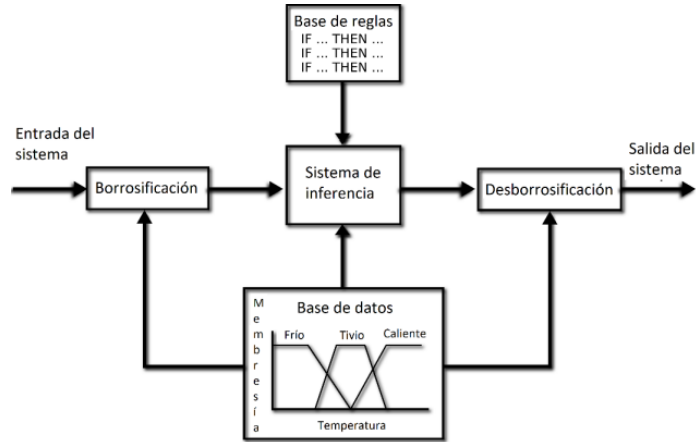 Base de reglas
IF ... THEN ...
IF ... THEN ...
IF ... THEN ...
Entrada del
sistema
Borrosificación
Sistema de
inferencia
Desborrosificación
Salida del
sistema
Base de datos
Membresía
Frío
Tivio
Caliente
Temperatura